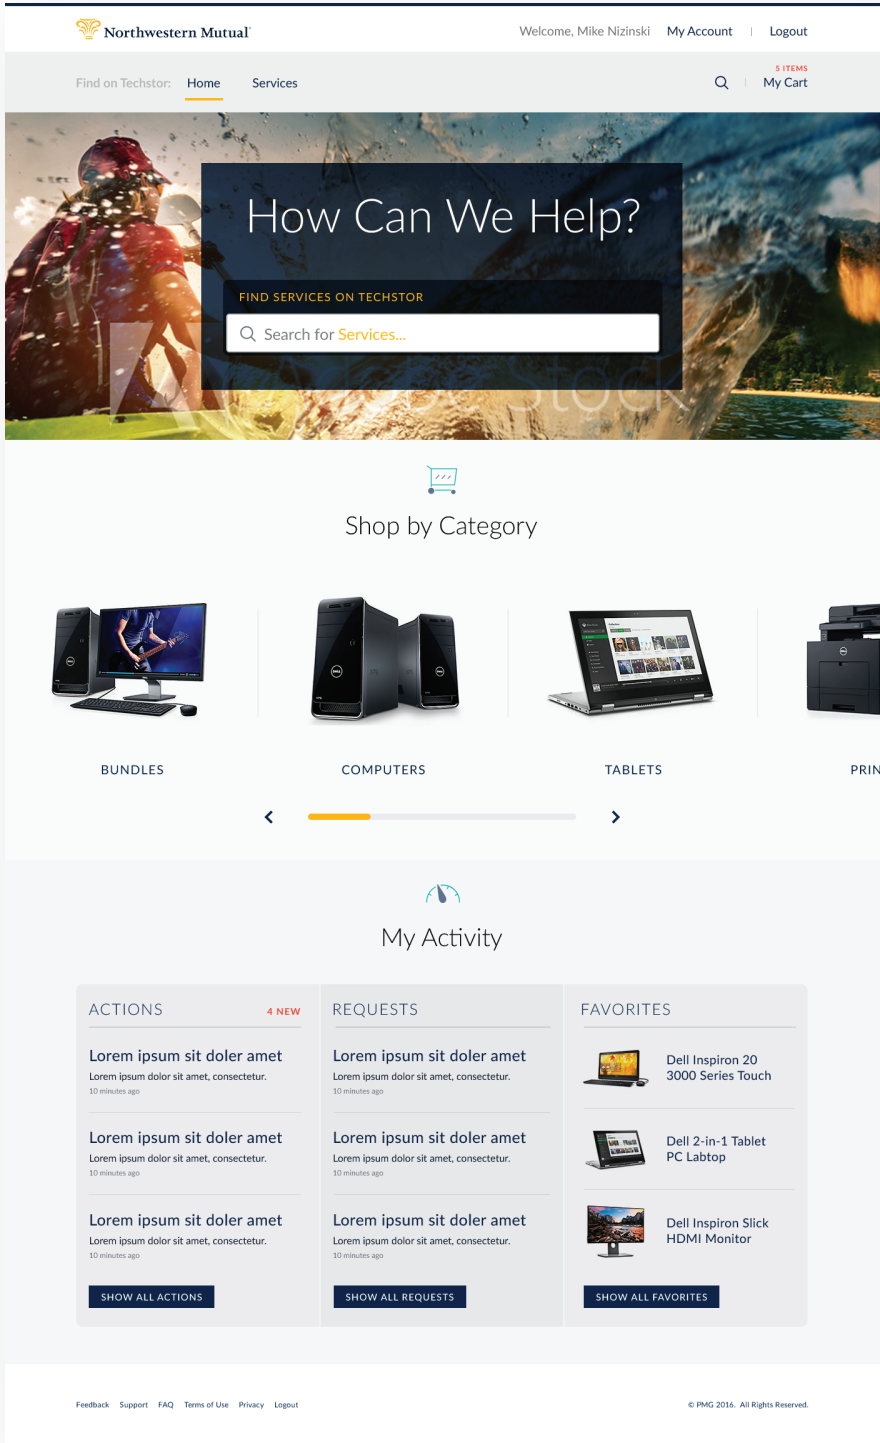 Northwestern Mutual
Welcome, Mike Nizinski My Account | Logout
Find on Techstor: Home Services
5 ITEMS
My Cart
How Can We Help?
FIND SERVICES ON TECHSTOR
Search for Services...
Adobe Stock
Shop by Category
BUNDLES COMPUTERS TABLETS PRIN
My Activity
ACTIONS 4 NEW
Lorem ipsum sit doler amet
Lorem ipsum dolor sit amet, consectetur.
10 minutes ago
Lorem ipsum sit doler amet
Lorem ipsum dolor sit amet, consectetur.
10 minutes ago
Lorem ipsum sit doler amet
Lorem ipsum dolor sit amet, consectetur.
10 minutes ago
SHOW ALL ACTIONS
REQUESTS
Lorem ipsum sit doler amet
Lorem ipsum dolor sit amet, consectetur.
10 minutes ago
Lorem ipsum sit doler amet
Lorem ipsum dolor sit amet, consectetur.
10 minutes ago
Lorem ipsum sit doler amet
Lorem ipsum dolor sit amet, consectetur.
10 minutes ago
SHOW ALL REQUESTS
FAVORITES
Dell Inspiron 20
3000 Series Touch
Dell 2-in-1 Tablet
PC Labtop
Dell Inspiron Slick
HDMI Monitor
SHOW ALL FAVORITES
Feedback Support FAQ Terms of Use Privacy Logout
© PMG 2016. All Rights Reserved.